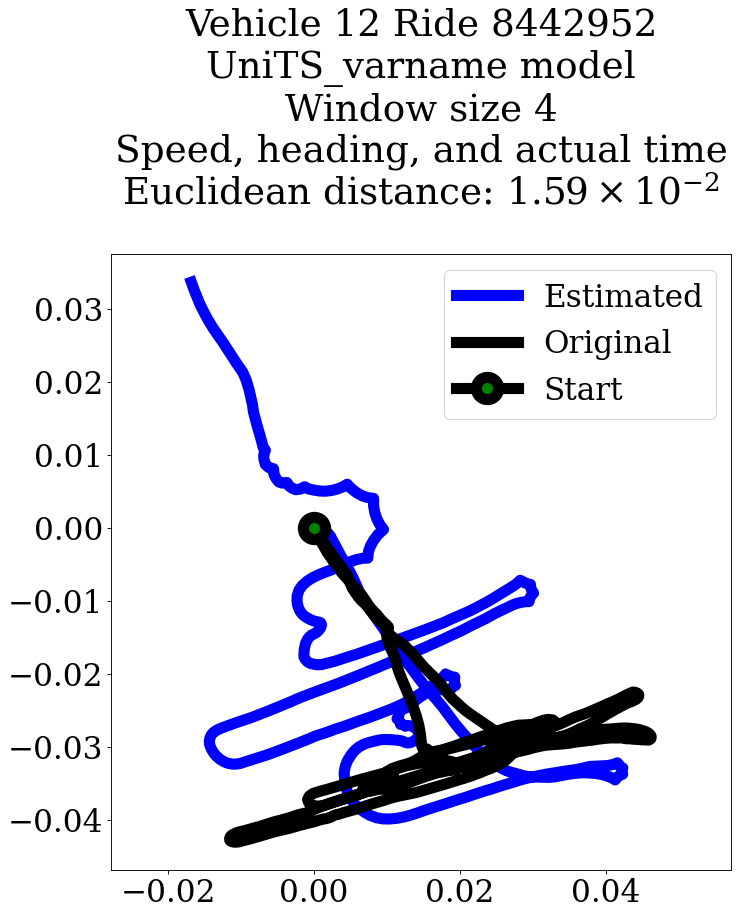 Vehicle 12 Ride 8442952
UniTS_varname model
Window size 4
Speed, heading, and actual time
Euclidean distance: $1.59 \times 10^{-2}$
Estimated
Original
Start
0.03
0.02
0.01
0.00
−0.01
−0.02
−0.03
−0.04
−0.02 0.00 0.02 0.04